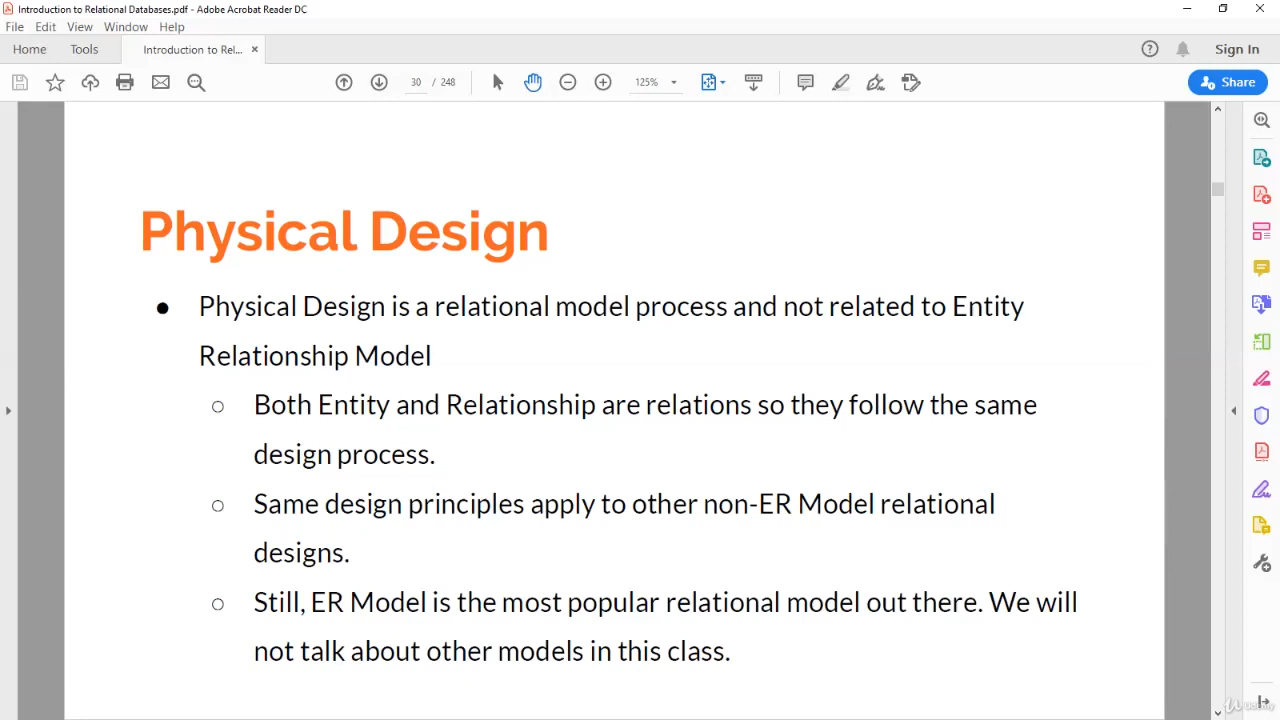 Introduction to Relational Databases.pdf - Adobe Acrobat Reader DC
File Edit View Window Help
Home Tools Introduction to Rel... × Sign In
30 / 248 125% Share
Physical Design
● Physical Design is a relational model process and not related to Entity
Relationship Model
○ Both Entity and Relationship are relations so they follow the same
design process.
○ Same design principles apply to other non-ER Model relational
designs.
○ Still, ER Model is the most popular relational model out there. We will
not talk about other models in this class.